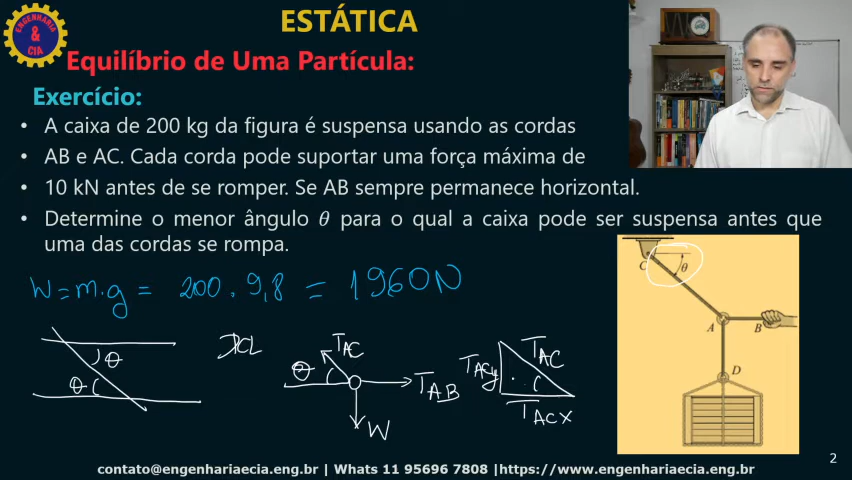 ESTÁTICA
ENGENHARIA
&
CIA
Equilíbrio de Uma Partícula:
Exercício:
• A caixa de 200 kg da figura é suspensa usando as cordas
• AB e AC. Cada corda pode suportar uma força máxima de
• 10 kN antes de se romper. Se AB sempre permanece horizontal.
• Determine o menor ângulo θ para o qual a caixa pode ser suspensa antes que
uma das cordas se rompa.
W=m.g = 200 . 9,8 = 1960N
C θ
A B
D
θ
θ
DCL
TAC
θ
TAB
W
TAC
TACy
TACX
2
contato@engenhariaecia.eng.br | Whats 11 95696 7808 |https://www.engenhariaecia.eng.br